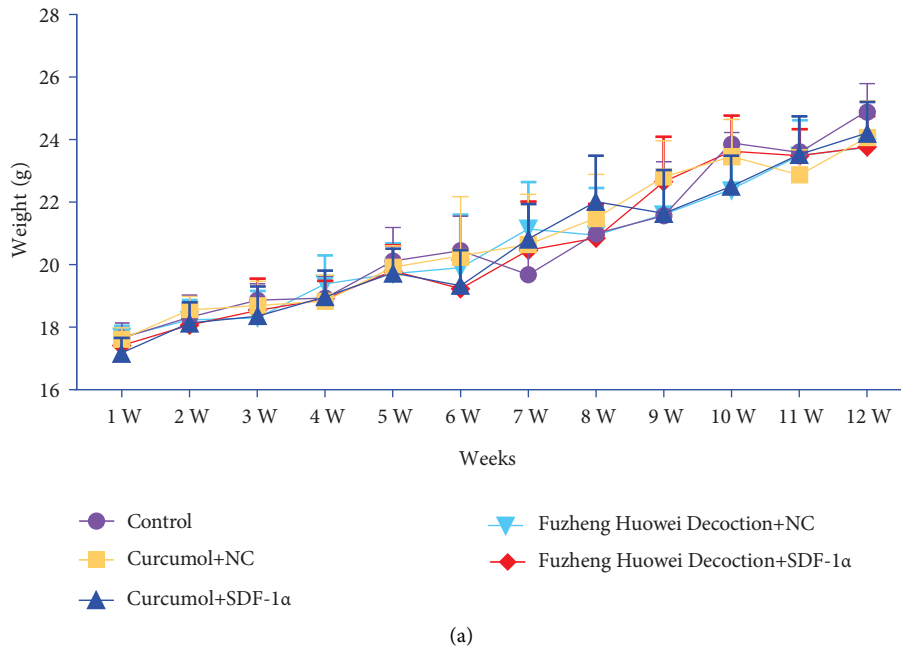 28
26
24
22
20
18
16
Weight (g)
1 W 2 W 3 W 4 W 5 W 6 W 7 W 8 W 9 W 10 W 11 W 12 W
Weeks
Control
Curcumol+NC
Curcumol+SDF-1α
Fuzheng Huowei Decoction+NC
Fuzheng Huowei Decoction+SDF-1α
(a)